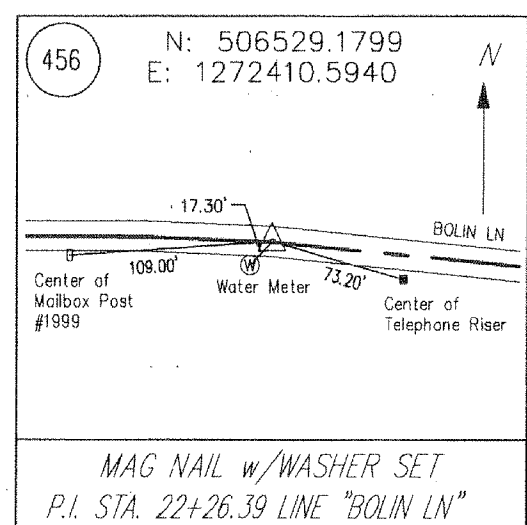 456
N: 506529.1799
E: 1272410.5940
N
17.30'
BOLIN LN
109.00'
W
73.20'
Center of
Mailbox Post
#1999
Water Meter
Center of
Telephone Riser
MAG NAIL w/WASHER SET
P.I. STA. 22+26.39 LINE "BOLIN LN"